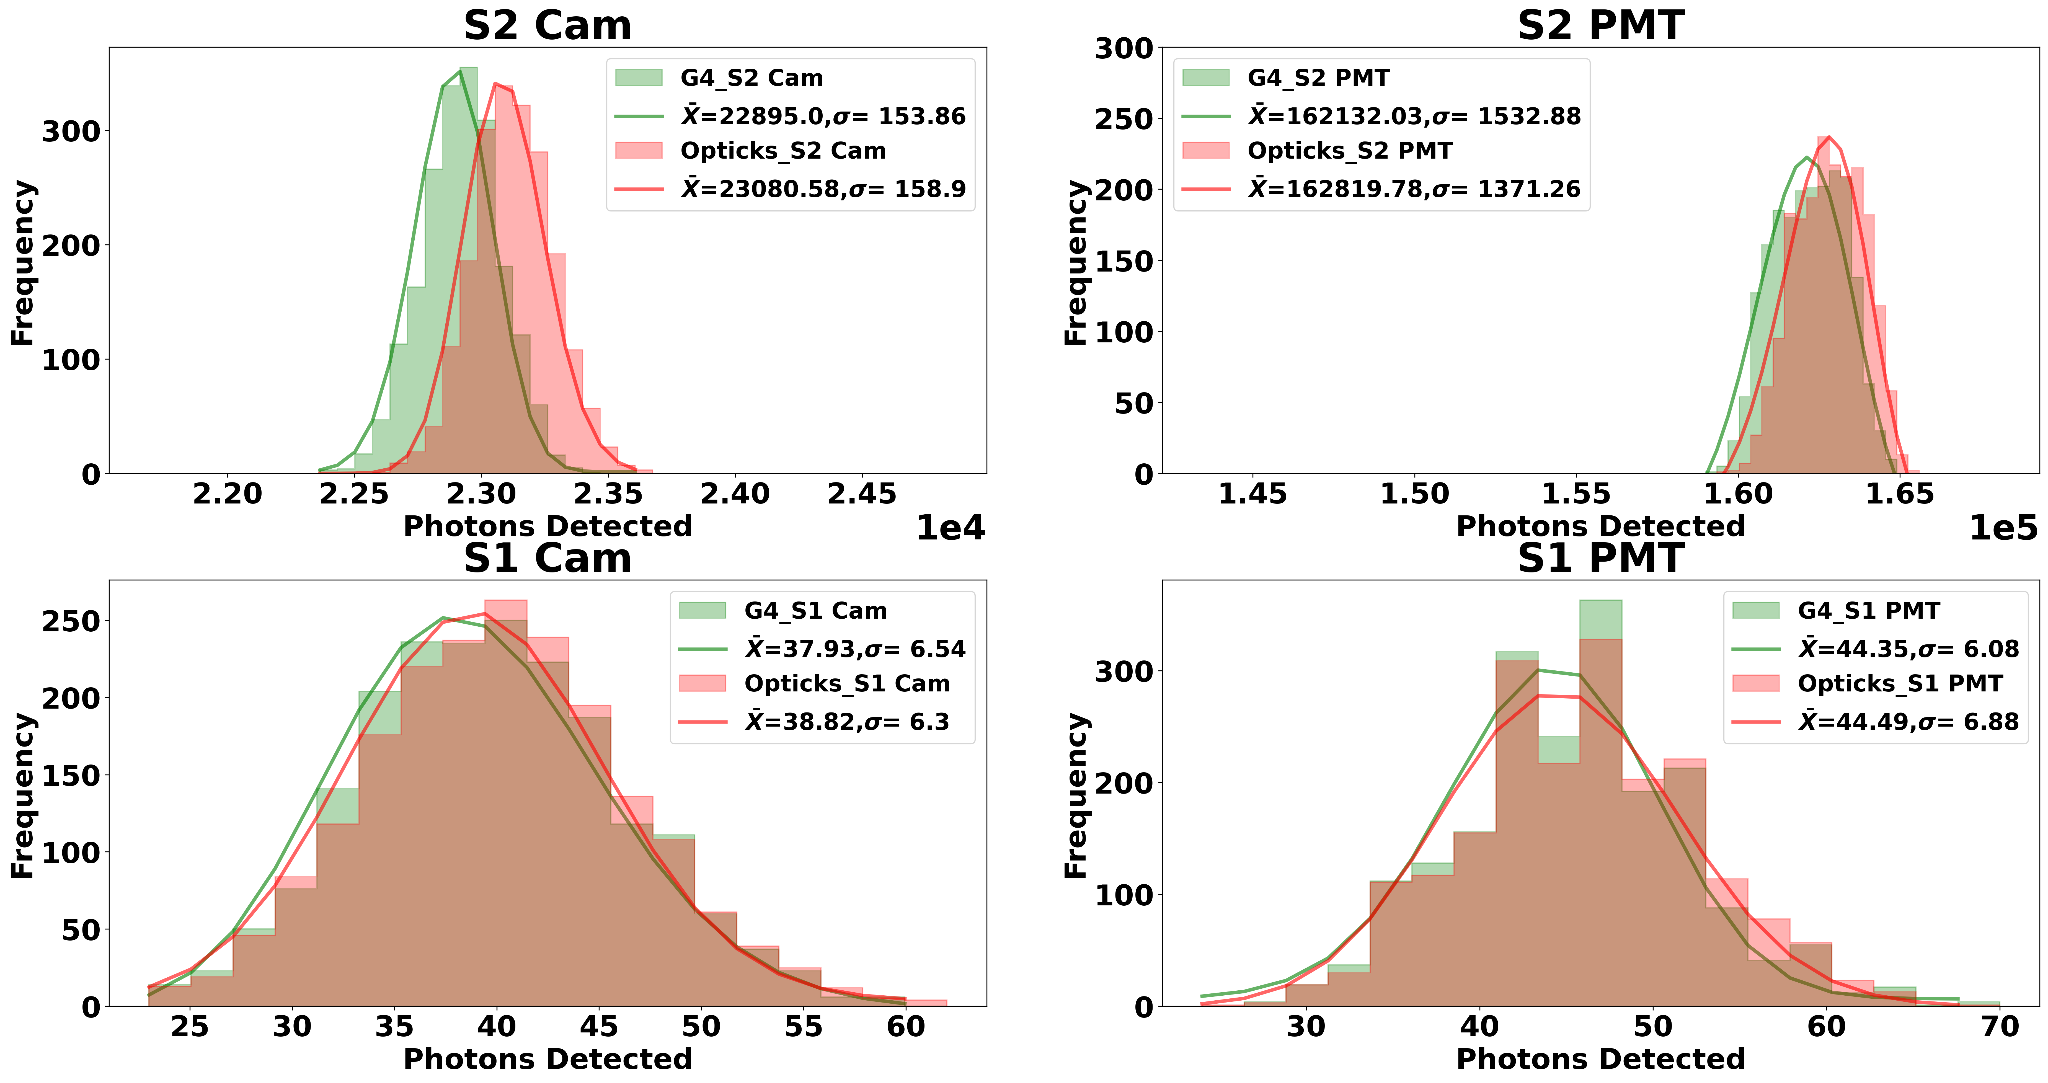 S2 Cam
300
200
100
0
Frequency
G4_S2 Cam
X̄=22895.0,σ= 153.86
Opticks_S2 Cam
X̄=23080.58,σ= 158.9
2.20 2.25 2.30 2.35 2.40 2.45
Photons Detected
1e4
S2 PMT
300
250
200
150
100
50
0
Frequency
G4_S2 PMT
X̄=162132.03,σ= 1532.88
Opticks_S2 PMT
X̄=162819.78,σ= 1371.26
1.45 1.50 1.55 1.60 1.65
Photons Detected
1e5
S1 Cam
250
200
150
100
50
0
Frequency
G4_S1 Cam
X̄=37.93,σ= 6.54
Opticks_S1 Cam
X̄=38.82,σ= 6.3
25 30 35 40 45 50 55 60
Photons Detected
S1 PMT
300
200
100
0
Frequency
G4_S1 PMT
X̄=44.35,σ= 6.08
Opticks_S1 PMT
X̄=44.49,σ= 6.88
30 40 50 60 70
Photons Detected